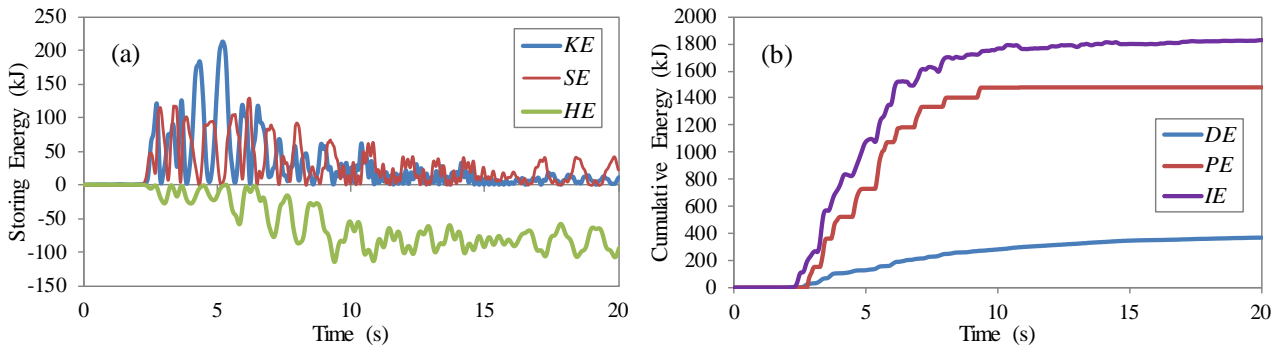 250
200
150
100
50
0
-50
-100
-150
Storing Energy (kJ)
(a)
KE
SE
HE
0
5
10
15
20
Time (s)
2000
1800
1600
1400
1200
1000
800
600
400
200
0
Cumulative Energy (kJ)
(b)
DE
PE
IE
0
5
10
15
20
Time (s)